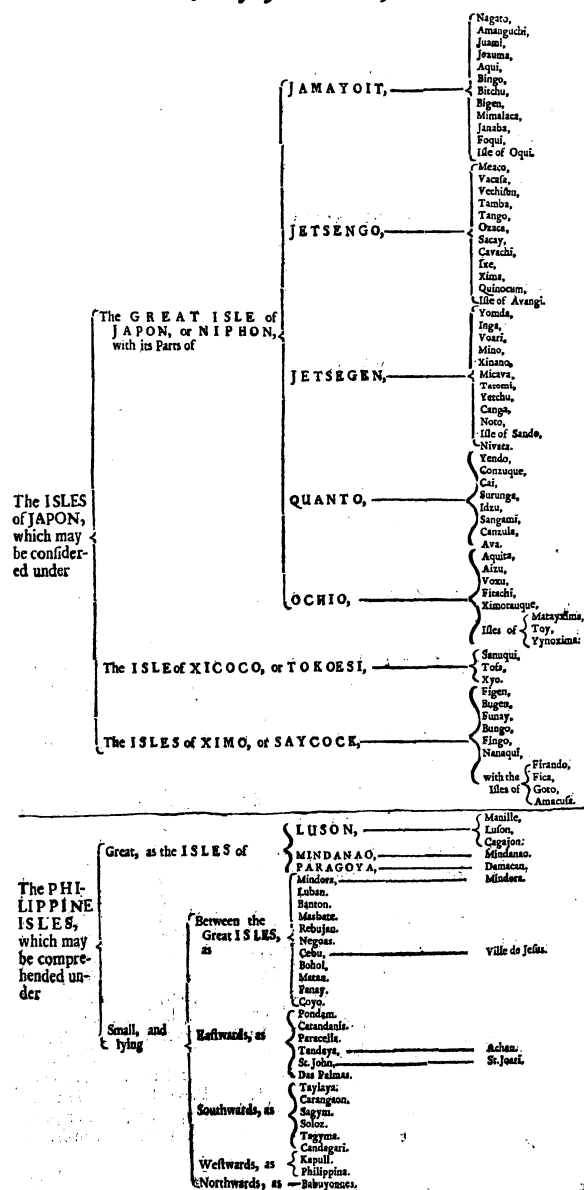 The ISLES
of JAPON,
which may
be consider-
ed under
The GREAT ISLE of
JAPON, or NIPHON,
with its Parts of
JAMAYOIT,
Nagato,
Amanguchi,
Juami,
Jezuma,
Aqui,
Bingo,
Bitchu,
Bigen,
Mimasaca,
Janaba,
Foqui,
Isle of Oqui.
JETSENGO,
Meaco,
Vacasa,
Vechisen,
Tamba,
Tango,
Ozaca,
Sacay,
Cavachi,
Ixe,
Xima,
Quinocum,
Isle of Avangi.
JETSEGEN,
Yomda,
Inga,
Voari,
Mino,
Xinano,
Micava,
Tatomi,
Yetchu,
Canga,
Noto,
Isle of Sando,
Nivata.
QUANTO,
Yendo,
Conzuque,
Cai,
Surunga,
Idzu,
Sangami,
Canzula,
Ava.
OCHIO,
Aquita,
Aizu,
Voxu,
Fitachi,
Ximotsuque,
Isles of
Matayxima,
Toy,
Yynoxima.
The ISLE of XICOCO, or TOKOESI,
Sanuqui,
Tosa,
Xyo.
The ISLES of XIMO, or SAYCOCK,
Figen,
Bugen,
Funay,
Bungo,
Fingo,
Nanaquf,
with the
Isles of
Firando,
Fica,
Goto,
Amacusa.
The PHI-
LIPPINE
ISLES,
which may
be compre-
hended un-
der
Great, as the ISLES of
LUSON,
Manille,
Luson,
Cagajon.
MINDANAO, Mindanao.
PARAGOYA, Damacan.
Small, and
lying
Between the
Great ISLES,
as
Mindora, Mindora.
Luban.
Banton.
Masbate.
Rebujan.
Negoas.
Cebu, Ville de Jesus.
Bohol,
Matan.
Panay.
Coyo.
Eastwards, as
Pondam.
Catandanis.
Paracella.
Tandaya, Achan.
St. John, St. Joan.
Das Palmas.
Southwards, as
Taylaya.
Carangaon.
Sagym.
Soloz.
Tagyma.
Candagari.
Westwards, as
Kapull.
Philippina.
Northwards, as Babuyonnes.